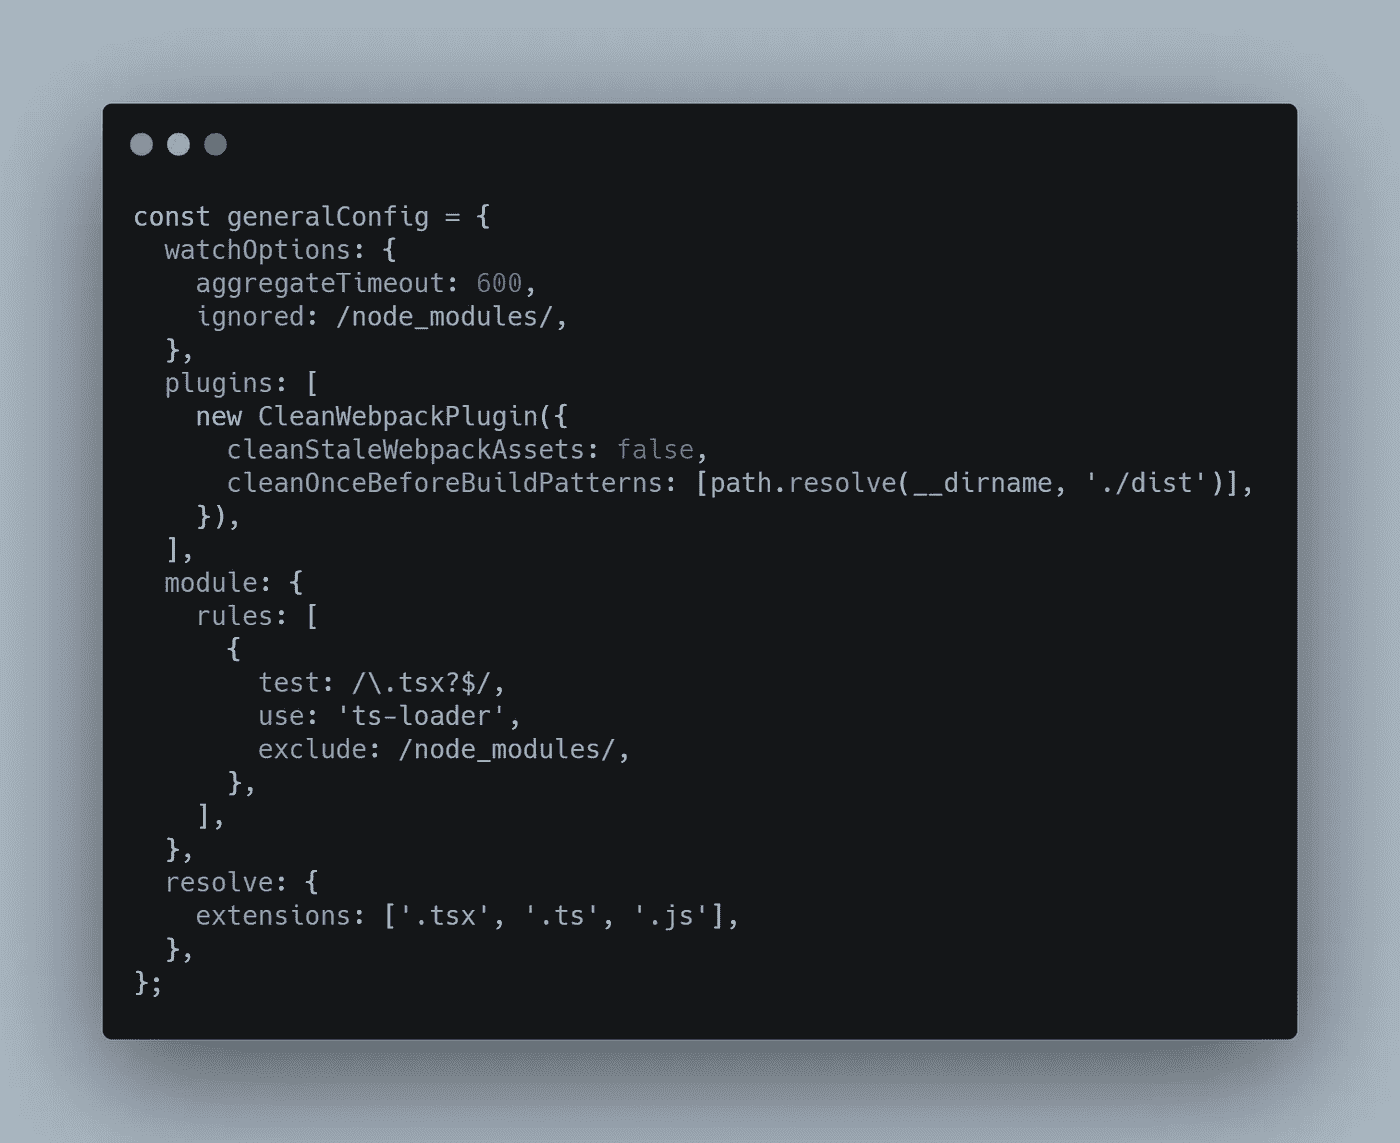 const generalConfig = {
  watchOptions: {
    aggregateTimeout: 600,
    ignored: /node_modules/,
  },
  plugins: [
    new CleanWebpackPlugin({
      cleanStaleWebpackAssets: false,
      cleanOnceBeforeBuildPatterns: [path.resolve(__dirname, './dist')],
    }),
  ],
  module: {
    rules: [
      {
        test: /\.tsx?$/,
        use: 'ts-loader',
        exclude: /node_modules/,
      },
    ],
  },
  resolve: {
    extensions: ['.tsx', '.ts', '.js'],
  },
};